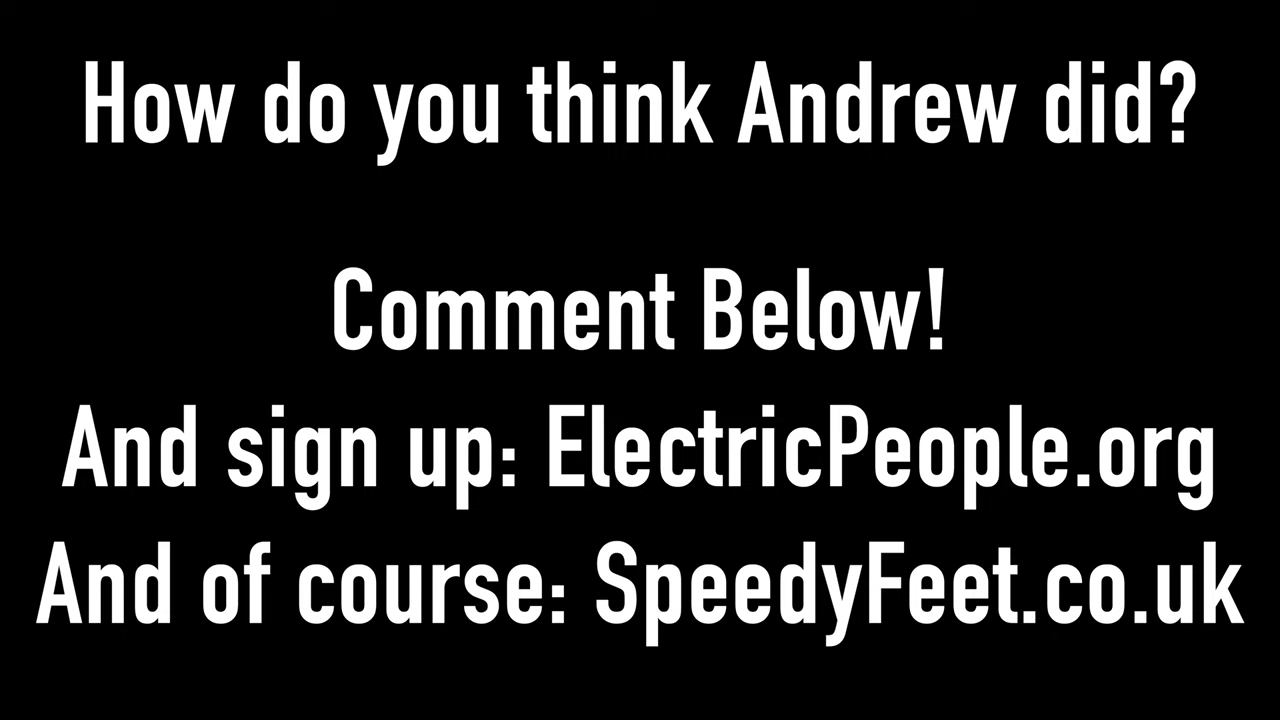 How do you think Andrew did?
Comment Below!
And sign up: ElectricPeople.org
And of course: SpeedyFeet.co.uk